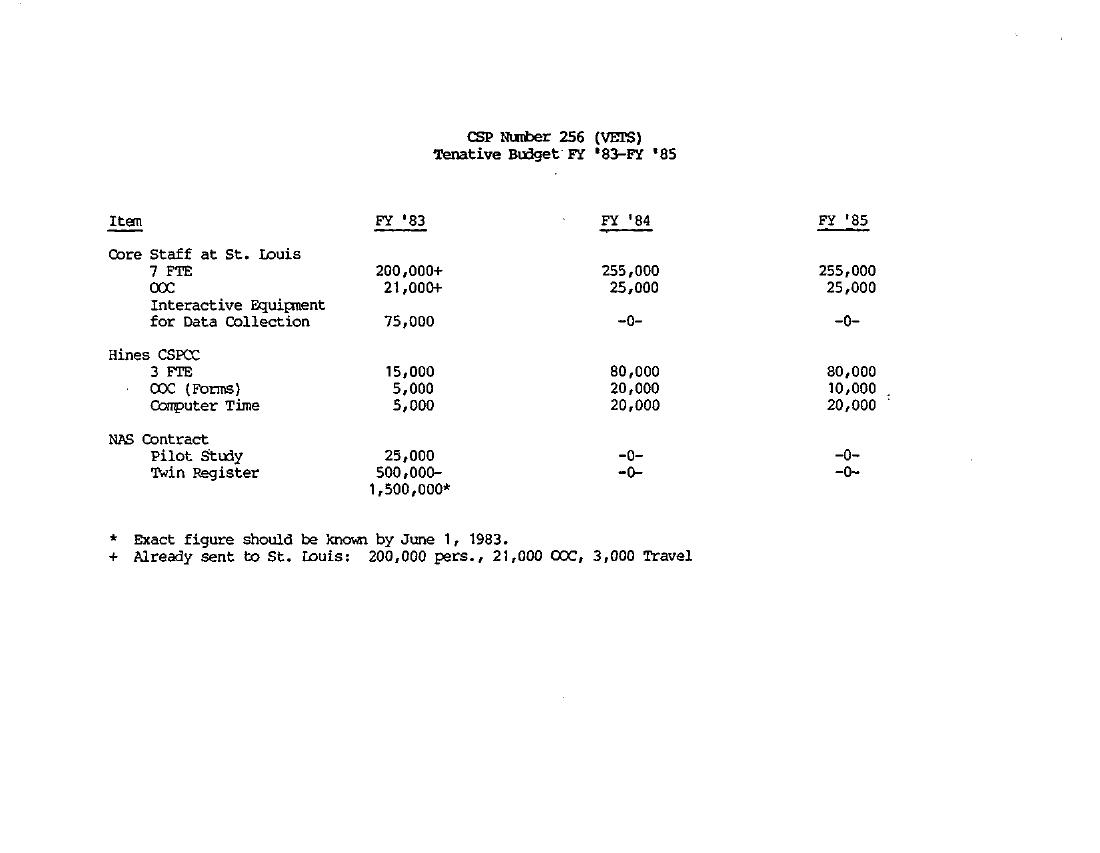 CSP Number 256 (VETS)
Tenative Budget FY '83-FY '85
Item FY '83 FY '84 FY '85
Core Staff at St. Louis
7 FTE 200,000+ 255,000 255,000
OOC 21,000+ 25,000 25,000
Interactive Equipment
for Data Collection 75,000 -0- -0-
Hines CSPCC
3 FTE 15,000 80,000 80,000
OOC (Forms) 5,000 20,000 10,000
Computer Time 5,000 20,000 20,000
NAS Contract
Pilot Study 25,000 -0- -0-
Twin Register 500,000- -0- -0-
1,500,000*
* Exact figure should be known by June 1, 1983.
+ Already sent to St. Louis: 200,000 pers., 21,000 OOC, 3,000 Travel